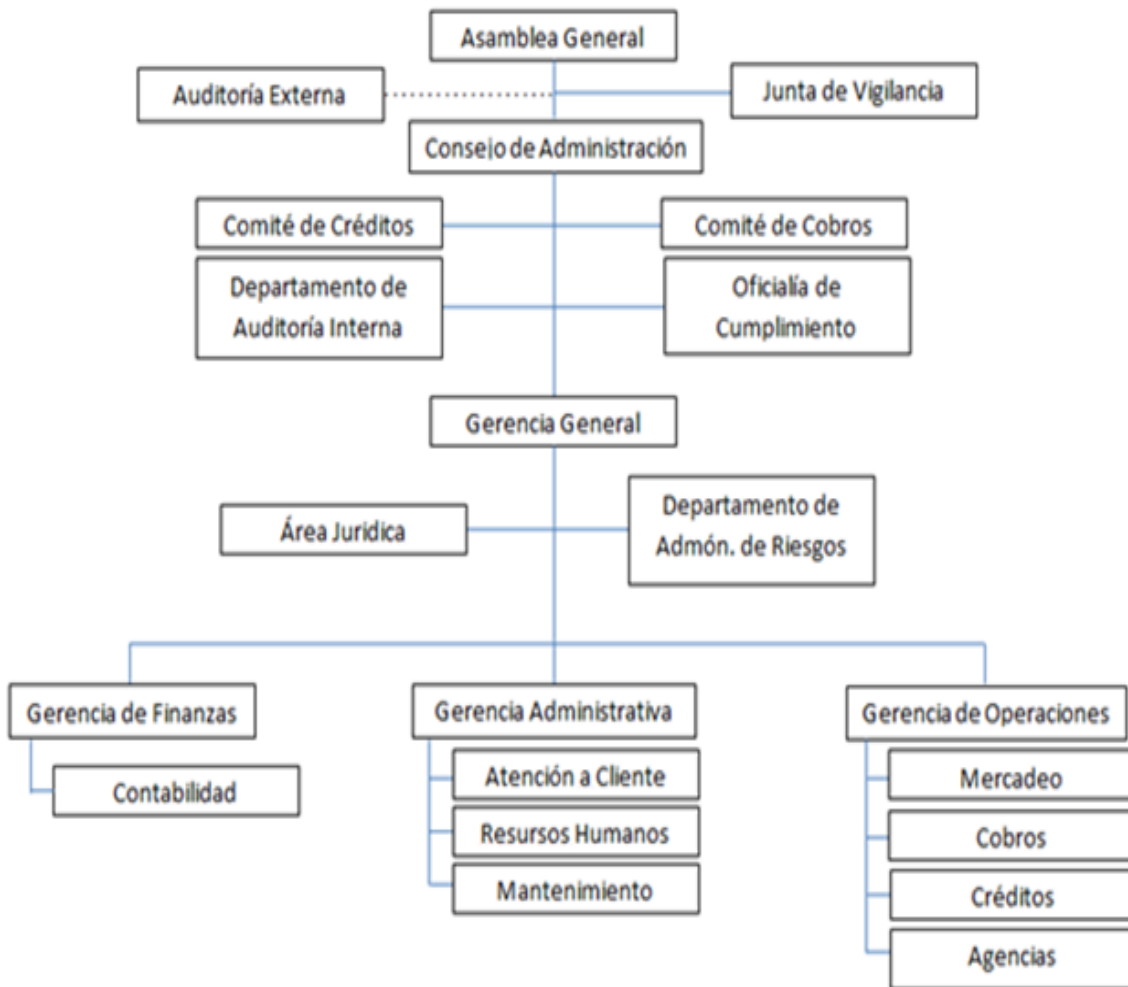 Asamblea General
Auditoría Externa
Junta de Vigilancia
Consejo de Administración
Comité de Créditos
Comité de Cobros
Departamento de
Auditoría Interna
Oficialía de
Cumplimiento
Gerencia General
Área Juridica
Departamento de
Admón. de Riesgos
Gerencia de Finanzas
Gerencia Administrativa
Gerencia de Operaciones
Contabilidad
Atención a Cliente
Resursos Humanos
Mantenimiento
Mercadeo
Cobros
Créditos
Agencias